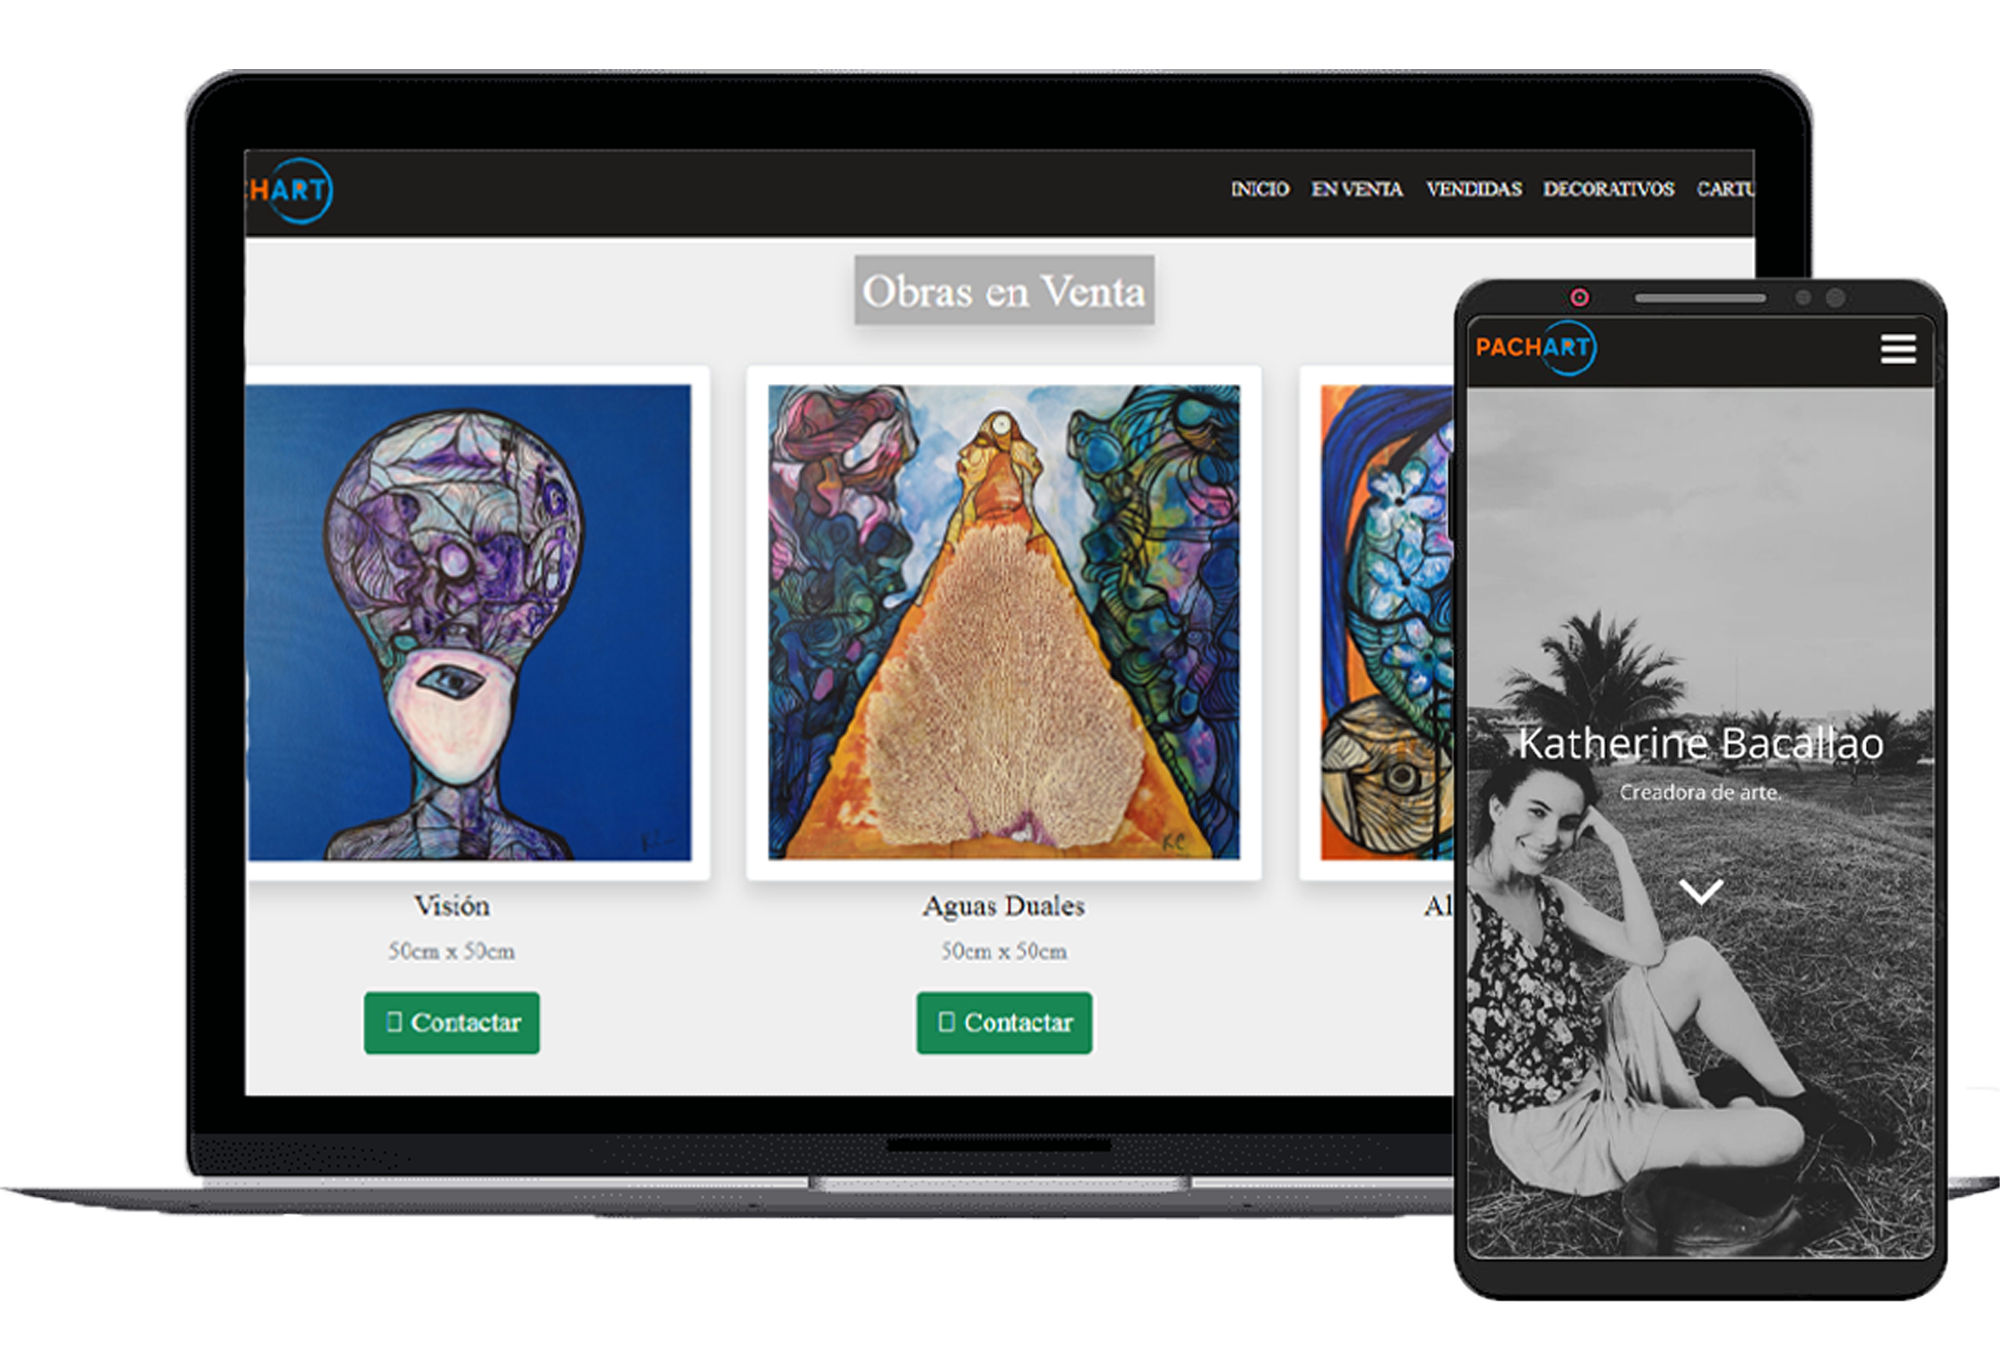 HART
INICIO EN VENTA VENDIDAS DECORATIVOS CARTU
Obras en Venta
Visión
50cm x 50cm
Contactar
Aguas Duales
50cm x 50cm
Contactar
Al
KC
PACHART
Katherine Bacallao
Creadora de arte.